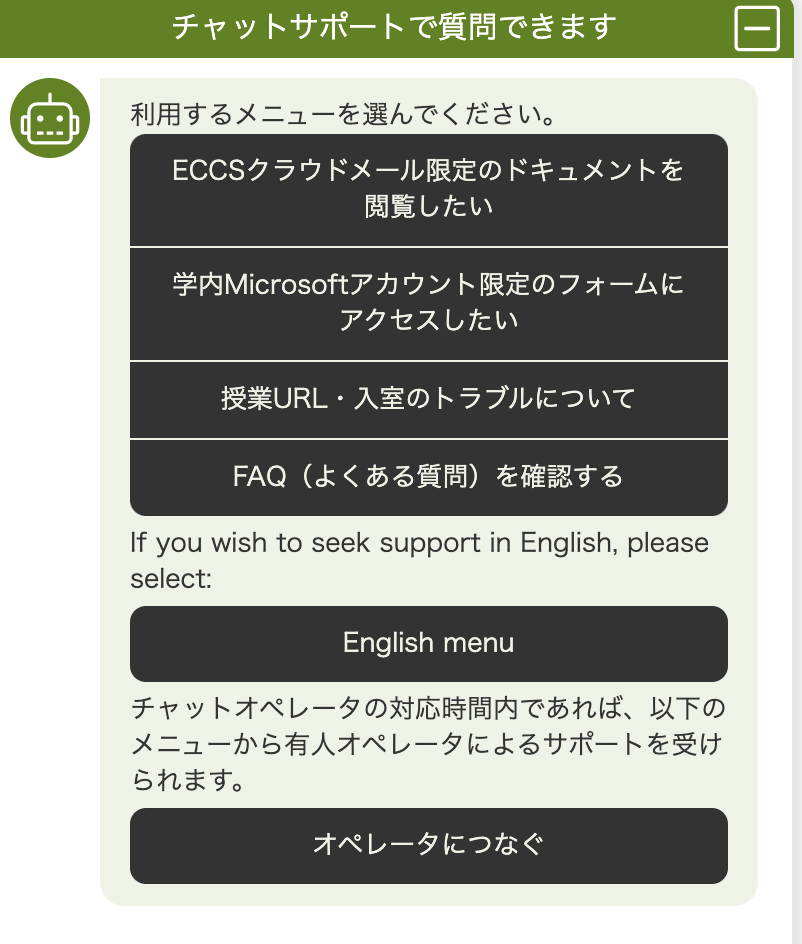 チャットサポートで質問できます
利用するメニューを選んでください。
ECCSクラウドメール限定のドキュメントを
閲覧したい
学内Microsoftアカウント限定のフォームに
アクセスしたい
授業URL・入室のトラブルについて
FAQ（よくある質問）を確認する
If you wish to seek support in English, please
select:
English menu
チャットオペレータの対応時間内であれば、以下の
メニューから有人オペレータによるサポートを受け
られます。
オペレータにつなぐ